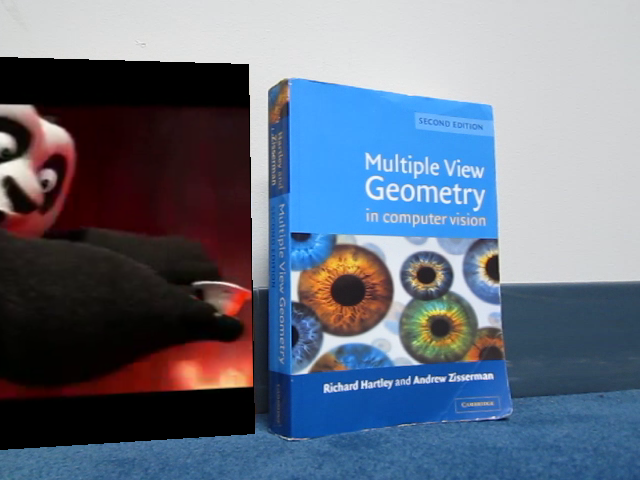 SECOND EDITION
Multiple View
Geometry
in computer vision
Richard Hartley and Andrew Zisserman
CAMBRIDGE
Hartley and
Zisserman
Multiple View Geometry